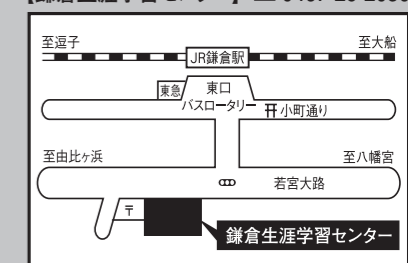 至逗子
至大船
JR鎌倉駅
東急
東口
バスロータリー
小町通り
至由比ヶ浜
至八幡宮
若宮大路
〒
鎌倉生涯学習センター